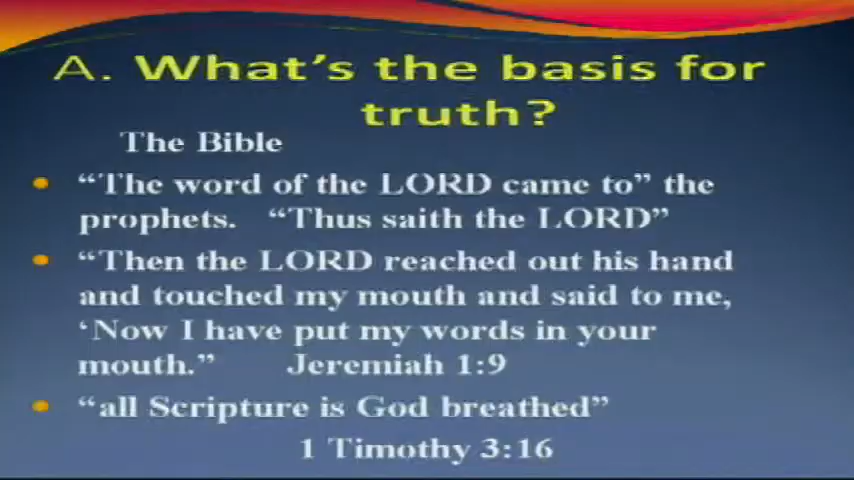 A. What's the basis for
truth?
The Bible
• “The word of the LORD came to” the
prophets. “Thus saith the LORD”
• “Then the LORD reached out his hand
and touched my mouth and said to me,
‘Now I have put my words in your
mouth.” Jeremiah 1:9
• “all Scripture is God breathed”
1 Timothy 3:16